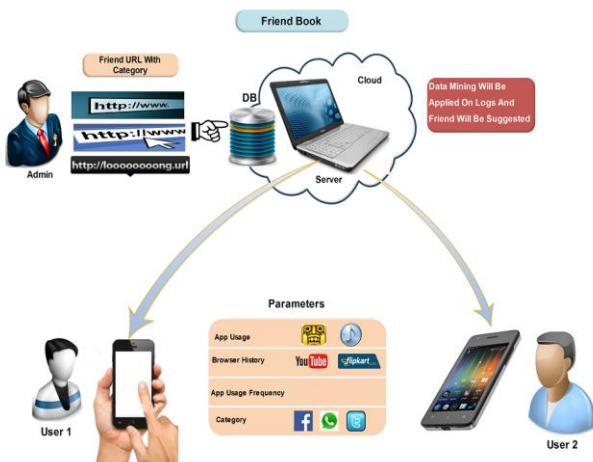 Friend Book
Friend URL With
Category
http://www.
http://www
http://looooooong.url
Admin
DB
Cloud
Server
Data Mining Will Be
Applied On Logs And
Friend Will Be Suggested
Parameters
App Usage
Browser History
YouTube
flipkart
App Usage Frequency
Category
User 1
User 2